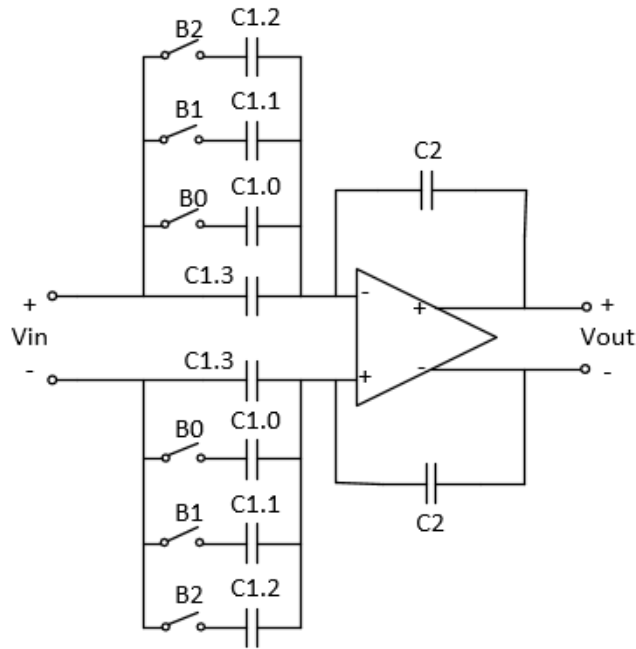 B2 C1.2
B1 C1.1
B0 C1.0
C2
C1.3
+ - +  +
Vin Vout
- C1.3 + - -
B0 C1.0
B1 C1.1
C2
B2 C1.2